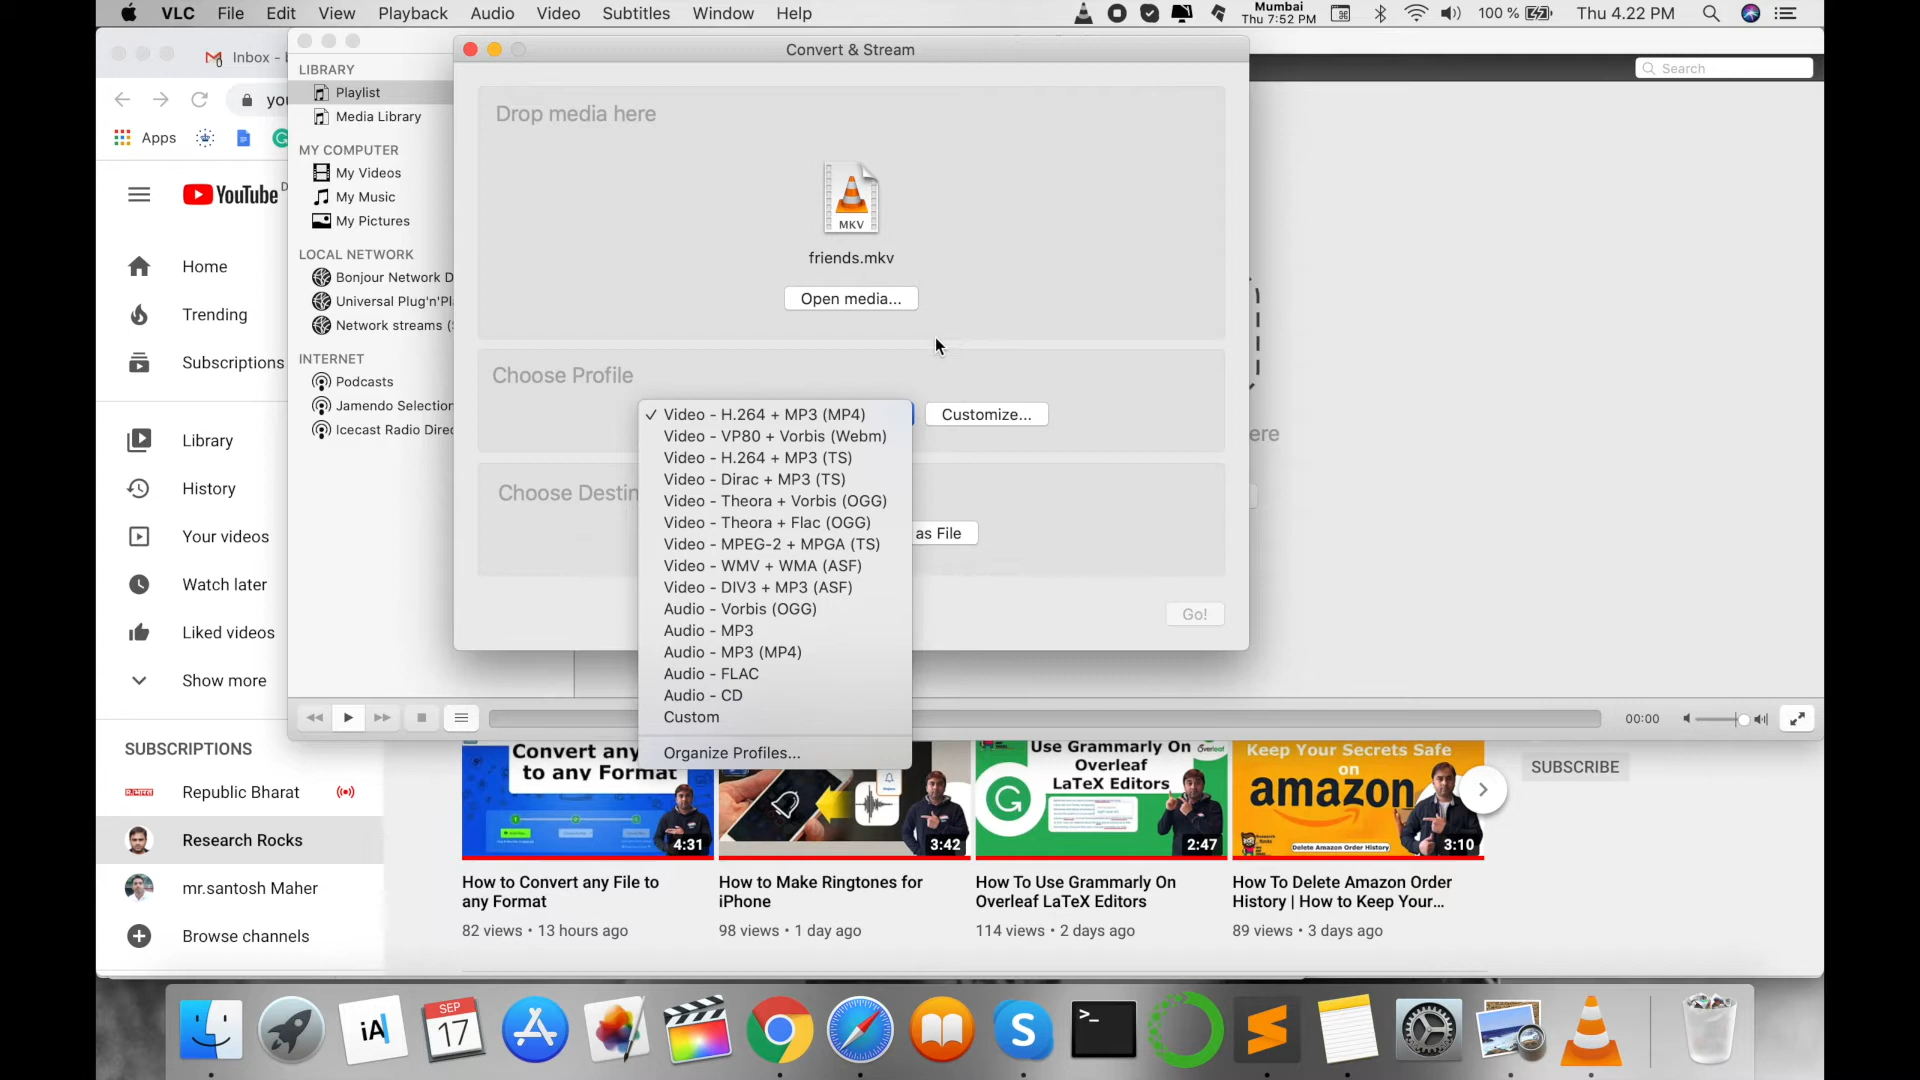 VLC File Edit View Playback Audio Video Subtitles Window Help
Mumbai
Thu 7:52 PM
100 %
Thu 4.22 PM
Inbox -
Convert & Stream
Search
LIBRARY
Playlist
Media Library
MY COMPUTER
My Videos
My Music
My Pictures
LOCAL NETWORK
Bonjour Network D
Universal Plug'n'Pl
Network streams (
INTERNET
Podcasts
Jamendo Selection
Icecast Radio Direc
Drop media here
MKV
friends.mkv
Open media...
Choose Profile
✓ Video - H.264 + MP3 (MP4)
Customize...
Video - VP80 + Vorbis (Webm)
Video - H.264 + MP3 (TS)
Video - Dirac + MP3 (TS)
Video - Theora + Vorbis (OGG)
Video - Theora + Flac (OGG)
Video - MPEG-2 + MPGA (TS)
Video - WMV + WMA (ASF)
Video - DIV3 + MP3 (ASF)
Audio - Vorbis (OGG)
Audio - MP3
Audio - MP3 (MP4)
Audio - FLAC
Audio - CD
Custom
Organize Profiles...
Choose Destin
as File
Go!
ere
00:00
you
Apps
YouTube
Home
Trending
Subscriptions
Library
History
Your videos
Watch later
Liked videos
Show more
SUBSCRIPTIONS
Republic Bharat
Research Rocks
mr.santosh Maher
Browse channels
SUBSCRIBE
Convert any
to any Format
4:31
How to Convert any File to
any Format
82 views • 13 hours ago
3:42
How to Make Ringtones for
iPhone
98 views • 1 day ago
Use Grammarly On
Overleaf
Overleaf
LaTeX Editors
2:47
How To Use Grammarly On
Overleaf LaTeX Editors
114 views • 2 days ago
Keep Your Secrets Safe
on
amazon
Delete Amazon Order History
3:10
How To Delete Amazon Order
History | How to Keep Your...
89 views • 3 days ago
iA
SEP
17